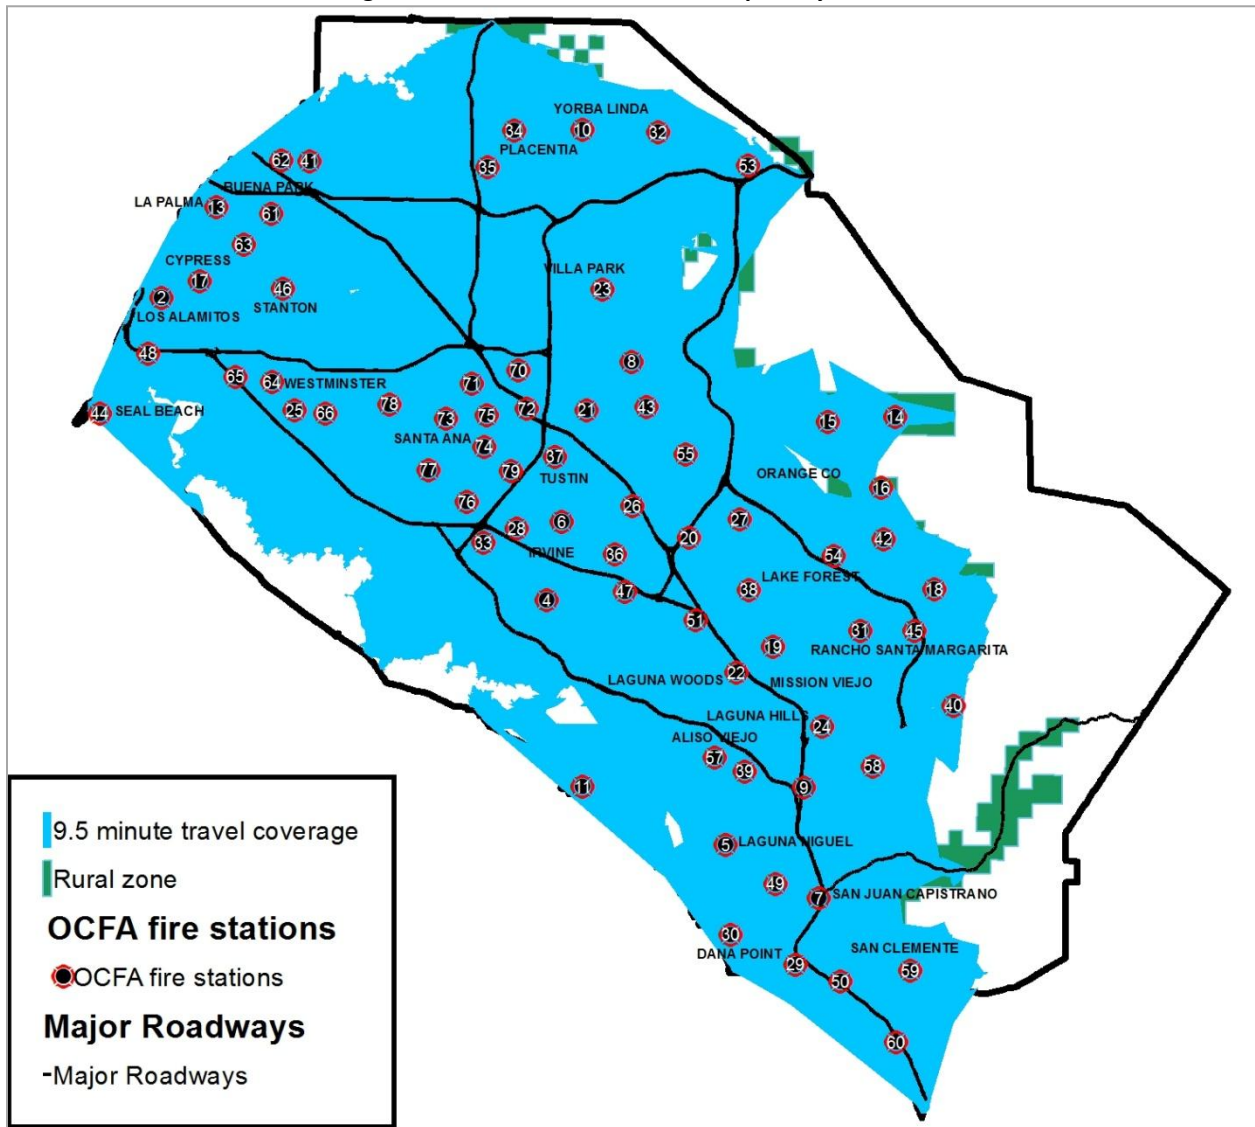 YORBA LINDA
34
10
32
PLACENTIA
62
41
35
53
BUENA PARK
LA PALMA
13
61
63
CYPRESS
17
46
VILLA PARK
23
2
STANTON
LOS ALAMITOS
48
8
65
64
WESTMINSTER
71
70
44
SEAL BEACH
25
66
78
73
75
72
21
43
15
14
SANTA ANA
74
37
55
77
79
TUSTIN
ORANGE CO
16
76
26
28
6
27
33
IRVINE
36
20
42
54
LAKE FOREST
4
47
38
18
51
31
45
19
RANCHO SANTA MARGARITA
LAGUNA WOODS
22
MISSION VIEJO
40
LAGUNA HILLS
24
ALISO VIEJO
57
39
58
11
9
5
LAGUNA NIGUEL
49
7
SAN JUAN CAPISTRANO
30
DANA POINT
29
SAN CLEMENTE
50
59
60
9.5 minute travel coverage
Rural zone
OCFA fire stations
OCFA fire stations
Major Roadways
Major Roadways